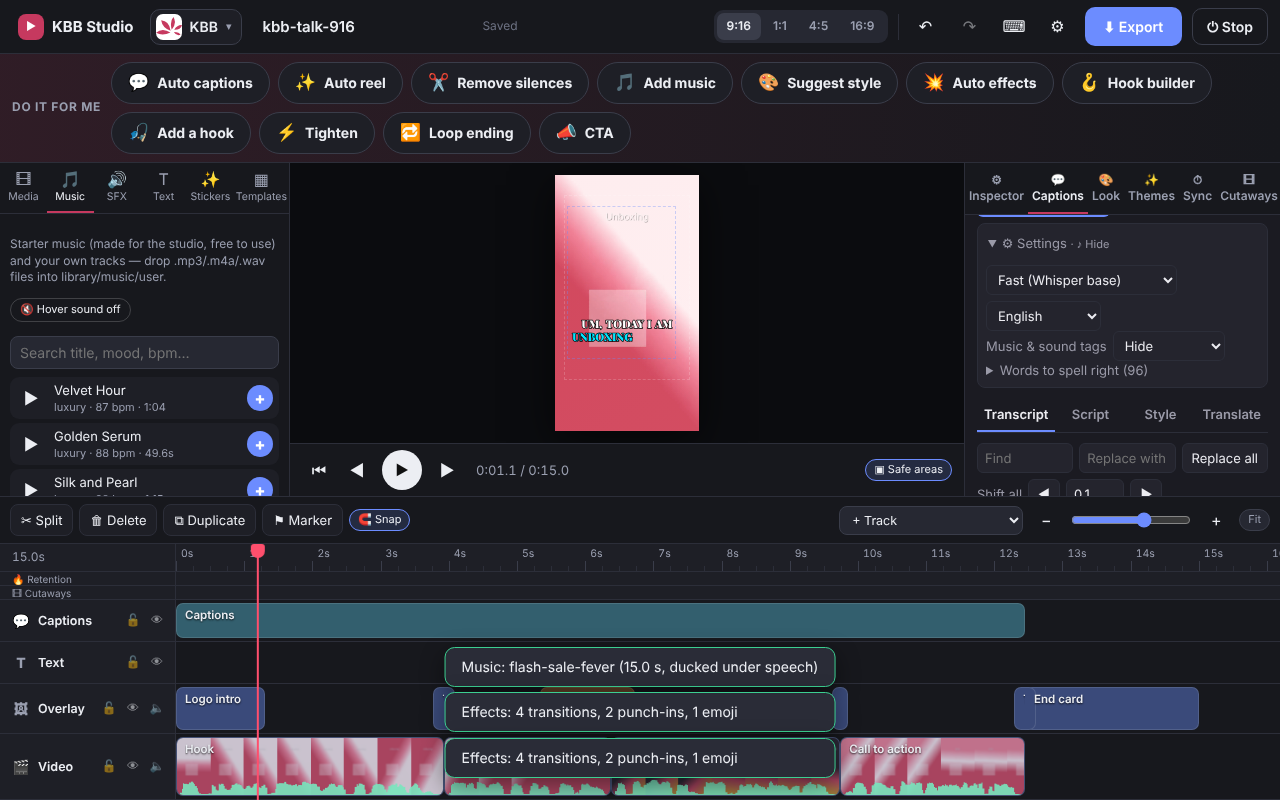 KBB Studio
KBB
kbb-talk-916
Saved
9:16 1:1 4:5 16:9
Export
Stop
DO IT FOR ME
Auto captions
Auto reel
Remove silences
Add music
Suggest style
Auto effects
Hook builder
Add a hook
Tighten
Loop ending
CTA
Media Music SFX Text Stickers Templates
Starter music (made for the studio, free to use)
and your own tracks — drop .mp3/.m4a/.wav
files into library/music/user.
Hover sound off
Search title, mood, bpm...
Velvet Hour
luxury · 87 bpm · 1:04
Golden Serum
luxury · 88 bpm · 49.6s
Silk and Pearl
Unboxing
UM, TODAY I AM
UNBOXING
0:01.1 / 0:15.0
Safe areas
Inspector Captions Look Themes Sync Cutaways
Settings · ♪ Hide
Fast (Whisper base)
English
Music & sound tags Hide
Words to spell right (96)
Transcript Script Style Translate
Find Replace with Replace all
Shift all 0.1
Split Delete Duplicate Marker Snap
+ Track
Fit
15.0s
0s 2s 3s 4s 5s 6s 7s 8s 9s 10s 11s 12s 13s 14s 15s
Retention
Cutaways
Captions
Captions
Text
Music: flash-sale-fever (15.0 s, ducked under speech)
Overlay
Logo intro
End card
Effects: 4 transitions, 2 punch-ins, 1 emoji
Video
Hook
Effects: 4 transitions, 2 punch-ins, 1 emoji
Call to action